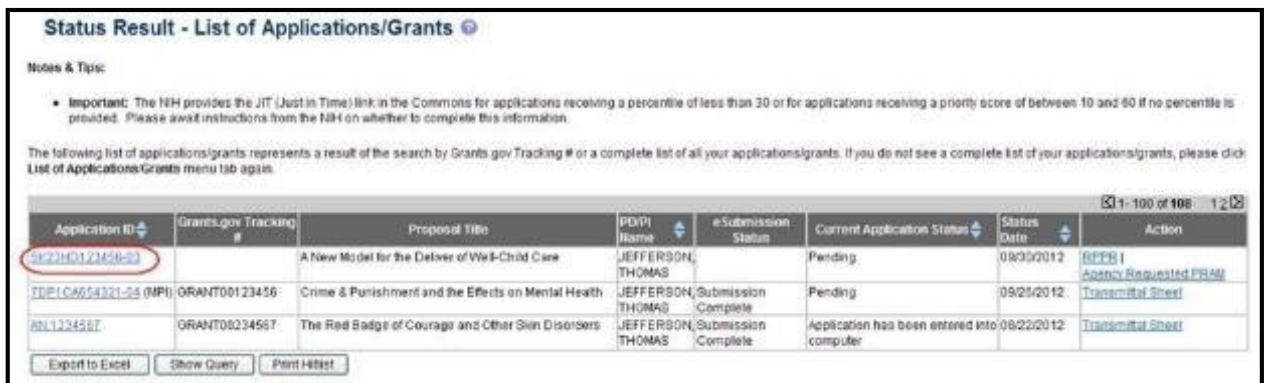 Status Result - List of Applications/Grants
Notes & Tips:
• Important: The NIH provides the JIT (Just in Time) link in the Commons for applications receiving a percentile of less than 30 or for applications receiving a priority score of between 10 and 60 if no percentile is
provided. Please await instructions from the NIH on whether to complete this information.
The following list of applications/grants represents a result of the search by Grants.gov Tracking # or a complete list of all your applications/grants. If you do not see a complete list of your applications/grants, please click
List of Applications/Grants menu tab again.
1 - 100 of 108 1 2
Application ID Grants.gov Tracking # Proposal Title PD/PI Name eSubmission Status Current Application Status Status Date Action
5K23HD123456-03 A New Model for the Deliver of Well-Child Care JEFFERSON, THOMAS Pending 09/30/2012 RPPR | Agency Requested PRAM
7DP1CA654321-04 (MPI) GRANT00123456 Crime & Punishment and the Effects on Mental Health JEFFERSON, THOMAS Submission Complete Pending 09/25/2012 Transmittal Sheet
AN:1234567 GRANT00234567 The Red Badge of Courage and Other Skin Disorders JEFFERSON, THOMAS Submission Complete Application has been entered into computer 08/22/2012 Transmittal Sheet
Export to Excel Show Query Print Hitlist